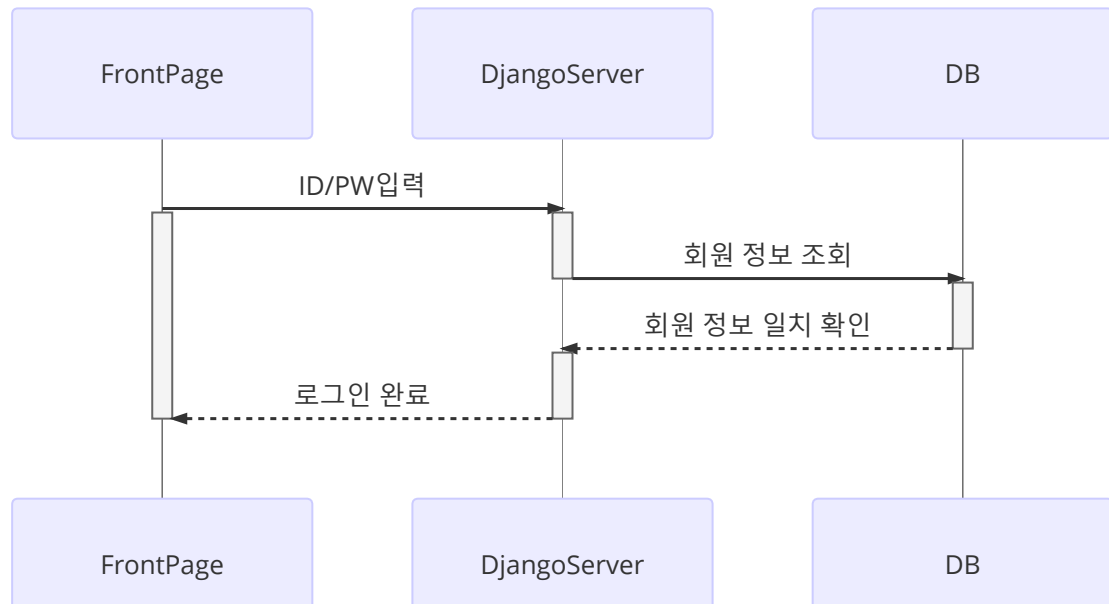 FrontPage
DjangoServer
DB
ID/PW입력
회원 정보 조회
회원 정보 일치 확인
로그인 완료
FrontPage
DjangoServer
DB